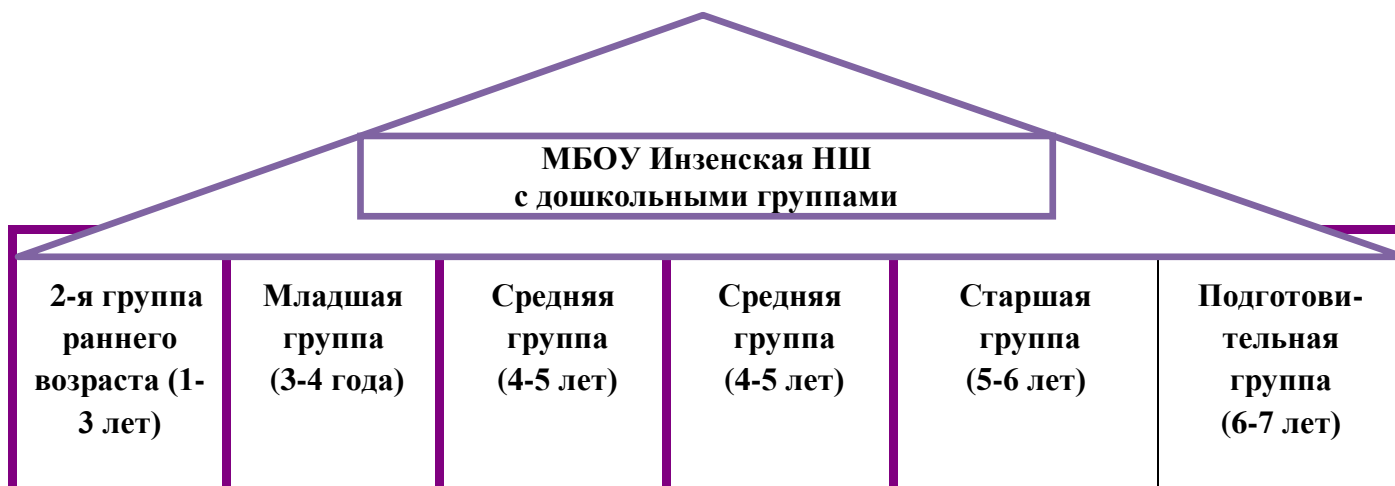 МБОУ Инзенская НШ
с дошкольными группами
2-я группа
раннего
возраста (1-
3 лет)
Младшая
группа
(3-4 года)
Средняя
группа
(4-5 лет)
Средняя
группа
(4-5 лет)
Старшая
группа
(5-6 лет)
Подготови-
тельная
группа
(6-7 лет)